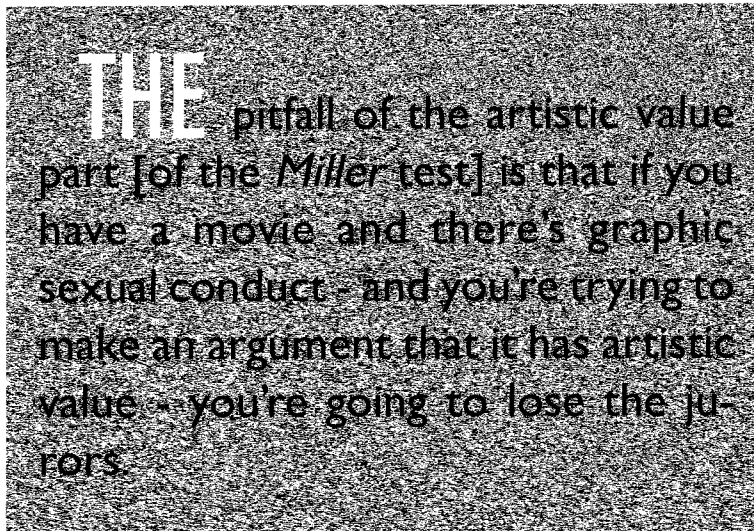 THE pitfall of the artistic value
part [of the Miller test] is that if you
have a movie and there's graphic
sexual conduct - and you're trying to
make an argument that it has artistic
value - you're going to lose the ju-
rors.